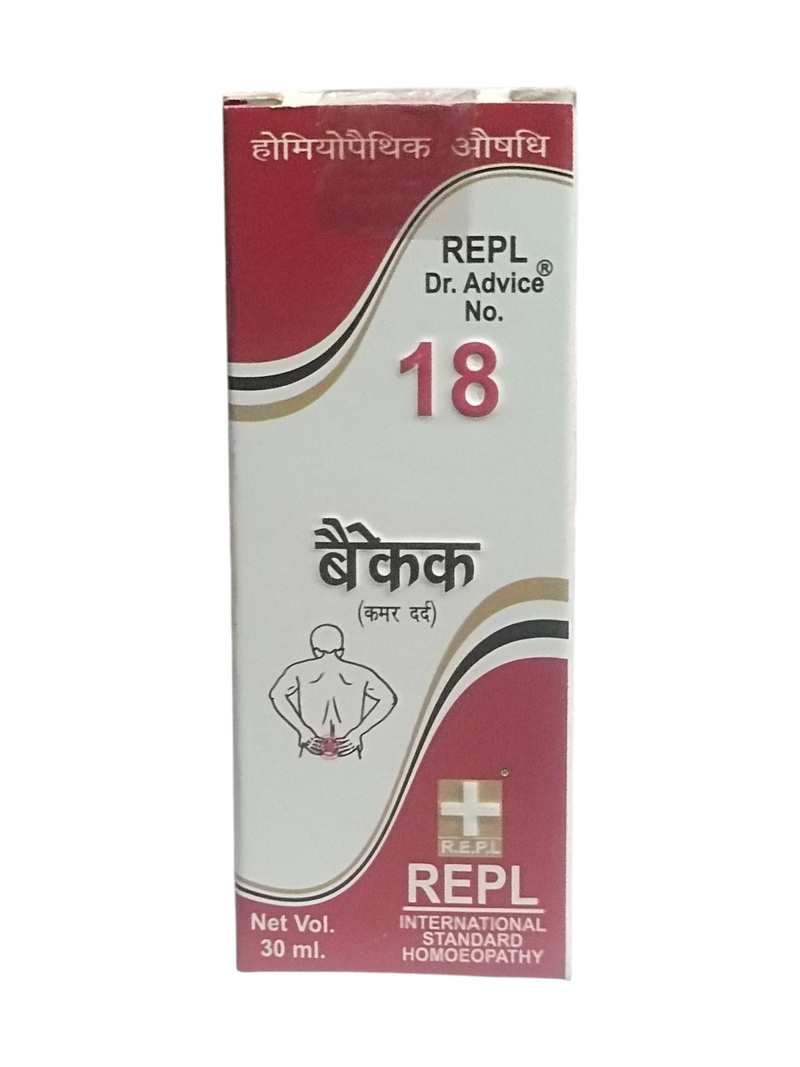 होमियोपैथिक औषधि
REPL
Dr. Advice®
No.
18
बैकेक
(कमर दर्द)
R.E.P.L
REPL
INTERNATIONAL
STANDARD
HOMOEOPATHY
Net Vol.
30 ml.